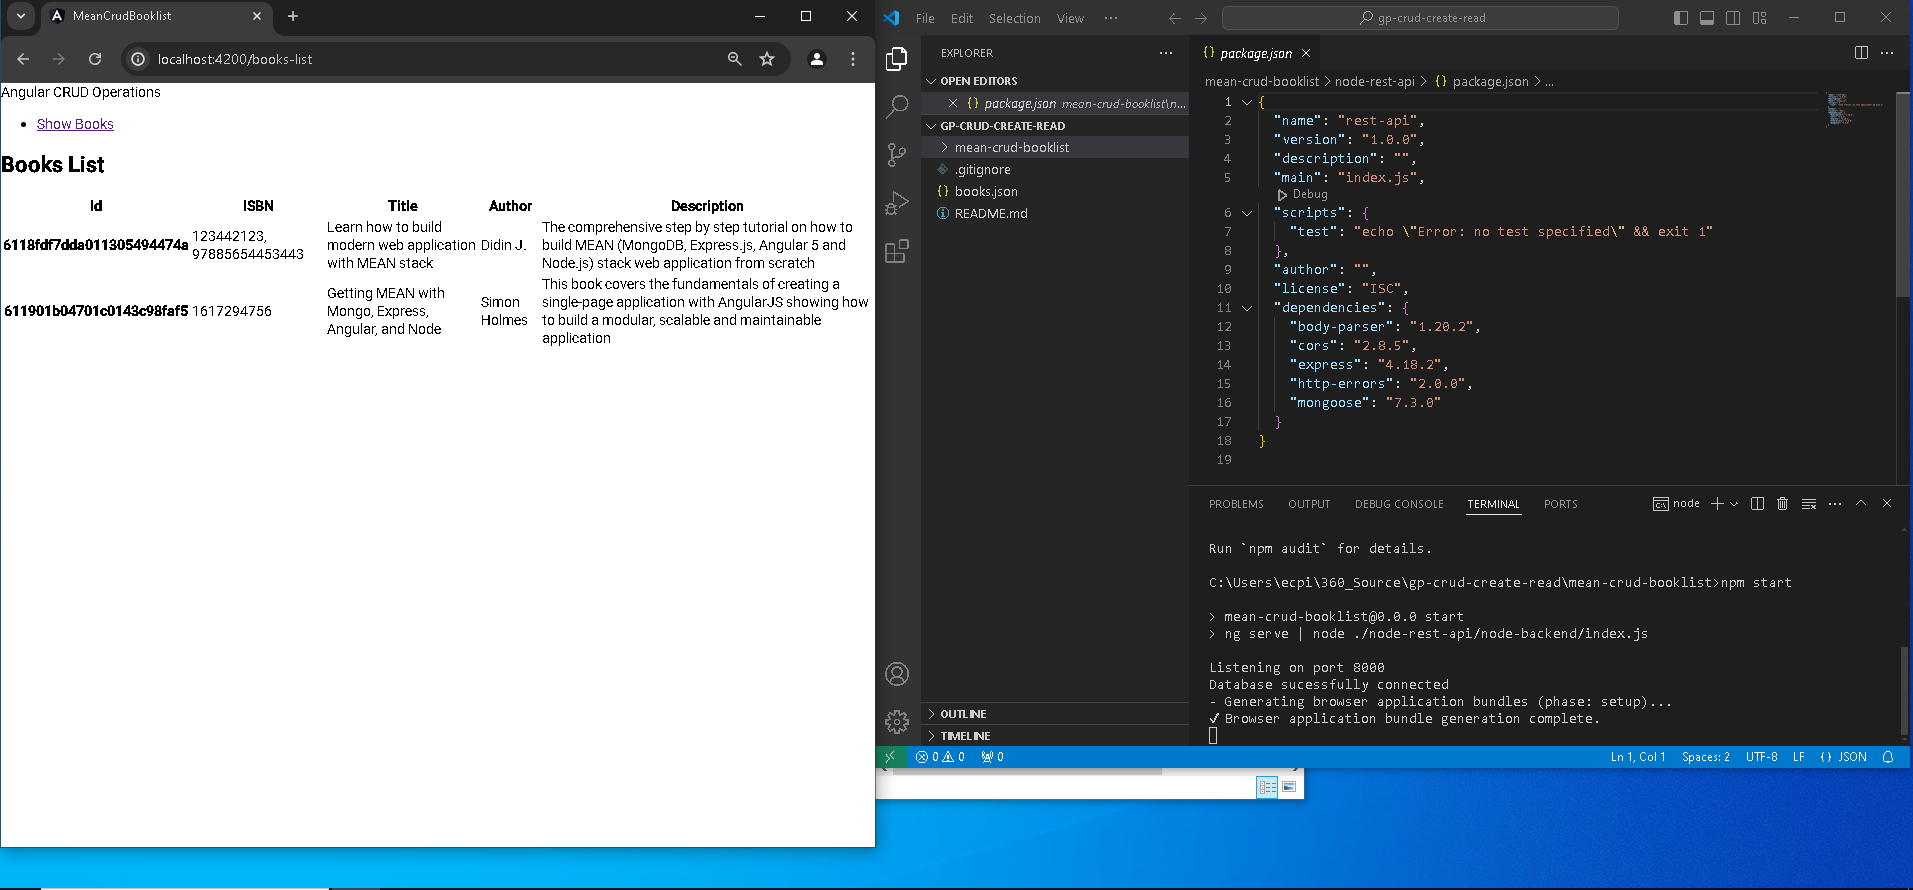 MeanCrudBooklist
localhost:4200/books-list
Angular CRUD Operations
Show Books
Books List
Id ISBN Title Author Description
6118fdf7dda011305494474a 123442123, 97885654453443 Learn how to build modern web application with MEAN stack Didin J. The comprehensive step by step tutorial on how to build MEAN (MongoDB, Express.js, Angular 5 and Node.js) stack web application from scratch
611901b04701c0143c98faf5 1617294756 Getting MEAN with Mongo, Express, Angular, and Node Simon Holmes This book covers the fundamentals of creating a single-page application with AngularJS showing how to build a modular, scalable and maintainable application
File Edit Selection View ··· gp-crud-create-read
EXPLORER ···
OPEN EDITORS
{} package.json mean-crud-booklist\n...
GP-CRUD-CREATE-READ
mean-crud-booklist
.gitignore
{} books.json
README.md
OUTLINE
TIMELINE
{} package.json
mean-crud-booklist > node-rest-api > {} package.json > ...
1 {
2 "name": "rest-api",
3 "version": "1.0.0",
4 "description": "",
5 "main": "index.js",
Debug
6 "scripts": {
7 "test": "echo \"Error: no test specified\" && exit 1"
8 },
9 "author": "",
10 "license": "ISC",
11 "dependencies": {
12 "body-parser": "1.20.2",
13 "cors": "2.8.5",
14 "express": "4.18.2",
15 "http-errors": "2.0.0",
16 "mongoose": "7.3.0"
17 }
18 }
19
PROBLEMS OUTPUT DEBUG CONSOLE TERMINAL PORTS node
Run `npm audit` for details.
C:\Users\ecpi\360_Source\gp-crud-create-read\mean-crud-booklist>npm start
> mean-crud-booklist@0.0.0 start
> ng serve | node ./node-rest-api/node-backend/index.js
Listening on port 8000
Database sucessfully connected
- Generating browser application bundles (phase: setup)...
✓ Browser application bundle generation complete.
0 0 0 Ln 1, Col 1 Spaces: 2 UTF-8 LF {} JSON